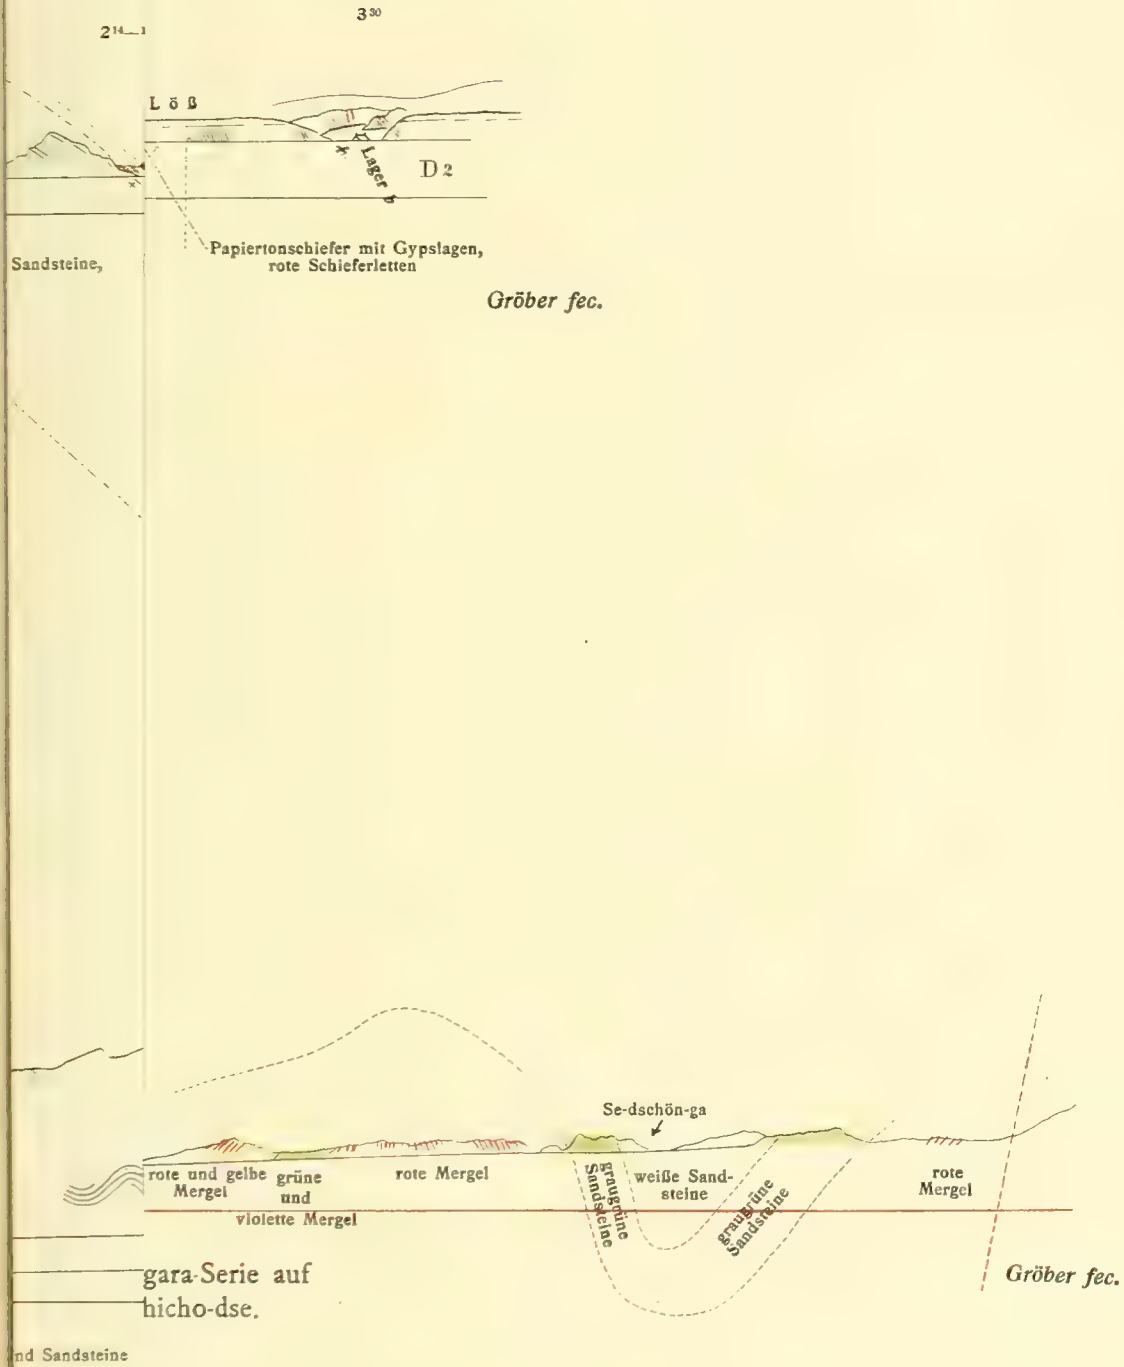 3³⁰
2¹⁴—¹
Löß
D2
Lager b
Sandsteine,
Papiertonschiefer mit Gypslagen,
rote Schieferletten
Gröber fec.
Se-dschön-ga
rote und gelbe
Mergel
grüne
und
violette Mergel
rote Mergel
graugrüne
Sandsteine
weiße Sand-
steine
graugrüne
Sandsteine
rote
Mergel
gara-Serie auf
hicho-dse.
Gröber fec.
nd Sandsteine